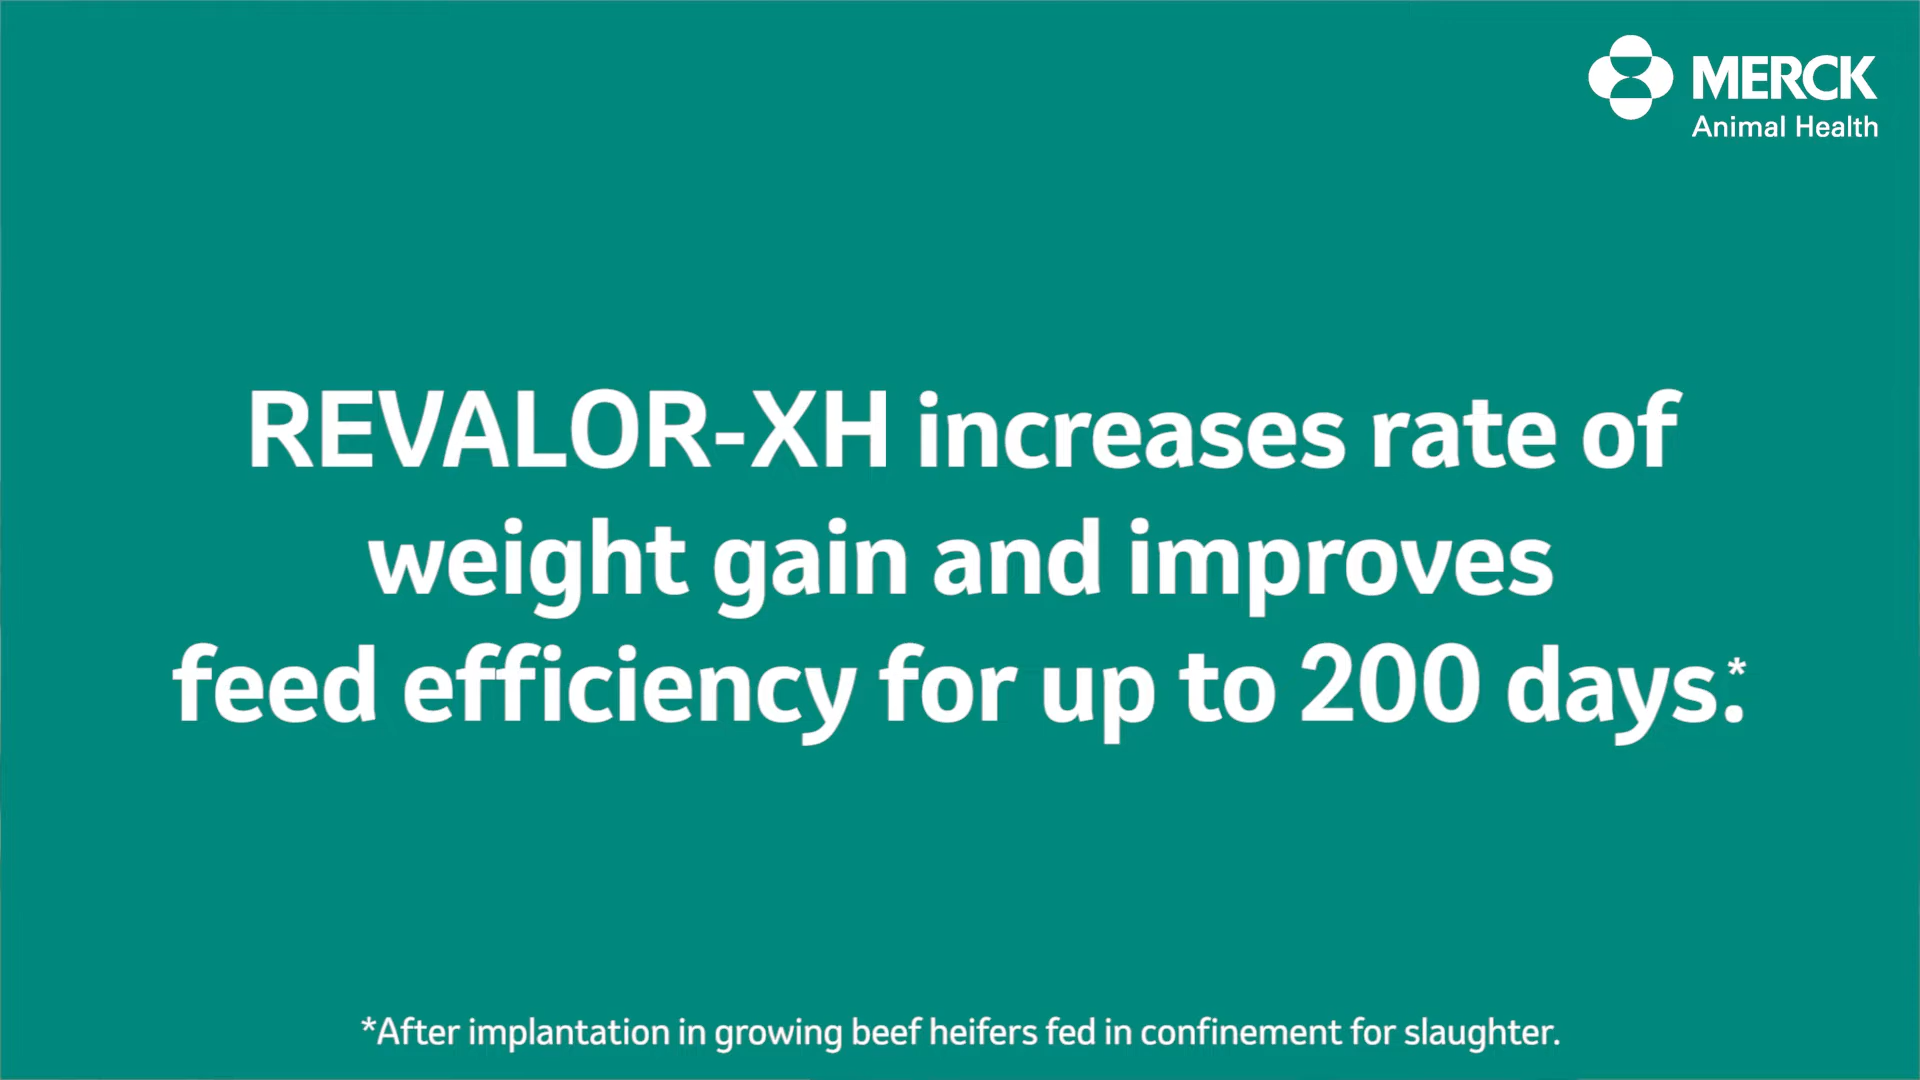 MERCK
Animal Health
REVALOR-XH increases rate of
weight gain and improves
feed efficiency for up to 200 days.*
*After implantation in growing beef heifers fed in confinement for slaughter.